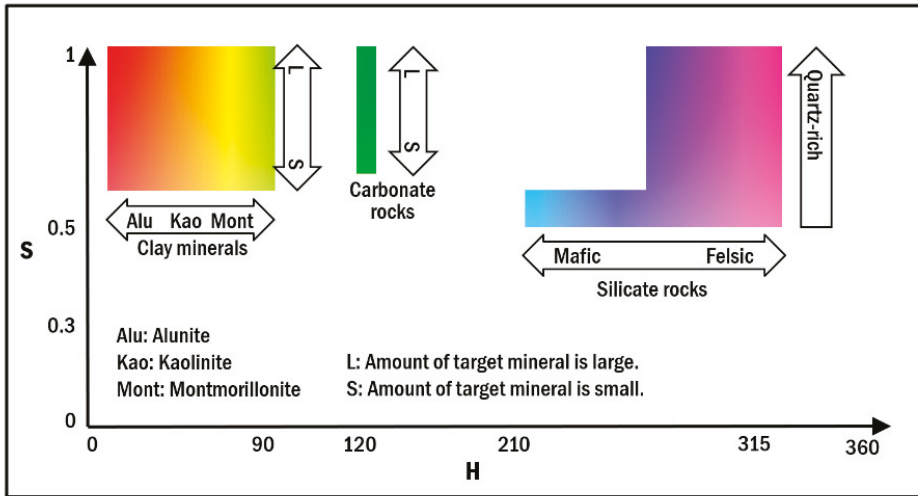 1
L
S
L
S
Quartz-rich
Carbonate
rocks
Alu Kao Mont
Clay minerals
0.5
S
Mafic Felsic
Silicate rocks
0.3
Alu: Alunite
Kao: Kaolinite
L: Amount of target mineral is large.
Mont: Montmorillonite
S: Amount of target mineral is small.
0
0 90 120 210 315 360
H